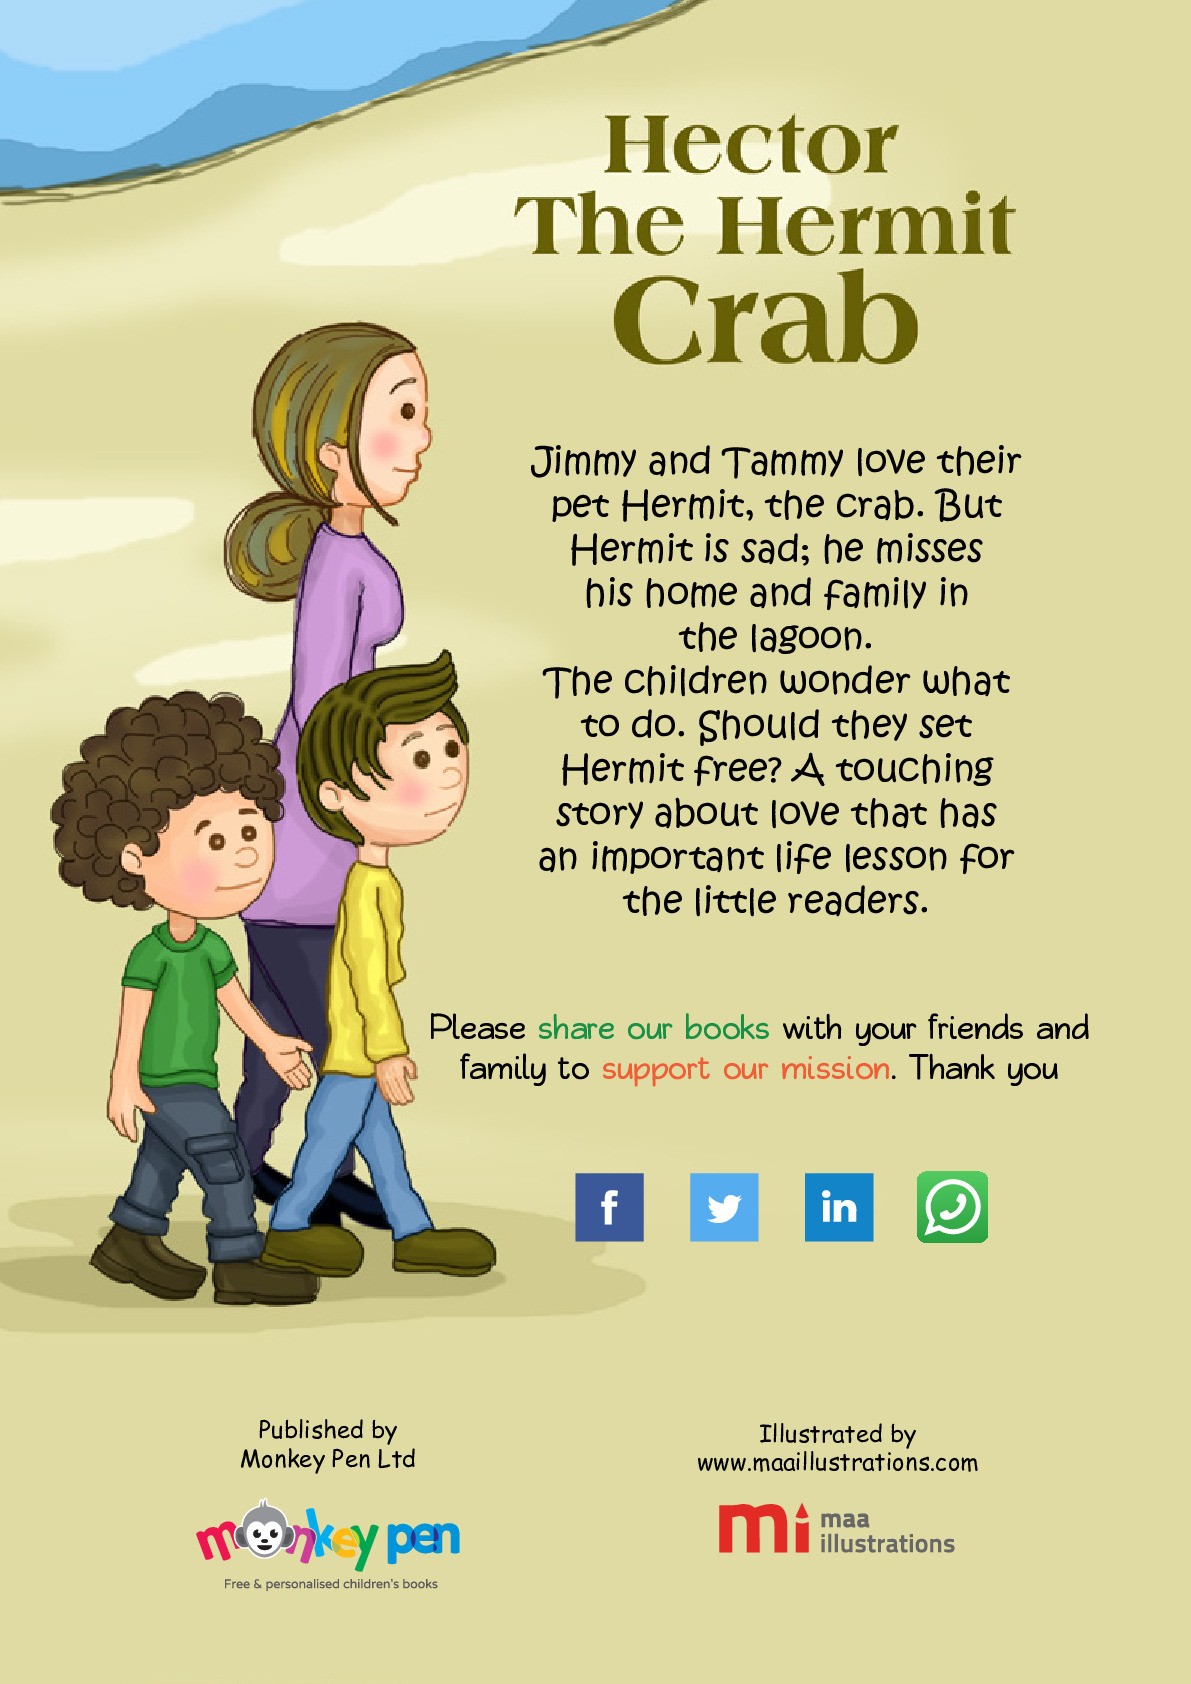 Hector
The Hermit
Crab
Jimmy and Tammy love their
pet Hermit, the crab. But
Hermit is sad; he misses
his home and family in
the lagoon.
The children wonder what
to do. Should they set
Hermit free? A touching
story about love that has
an important life lesson for
the little readers.
Please share our books with your friends and
family to support our mission. Thank you
f
in
Published by
Monkey Pen Ltd
monkey pen
Free & personalised children's books
Illustrated by
www.maaillustrations.com
mi maa
illustrations